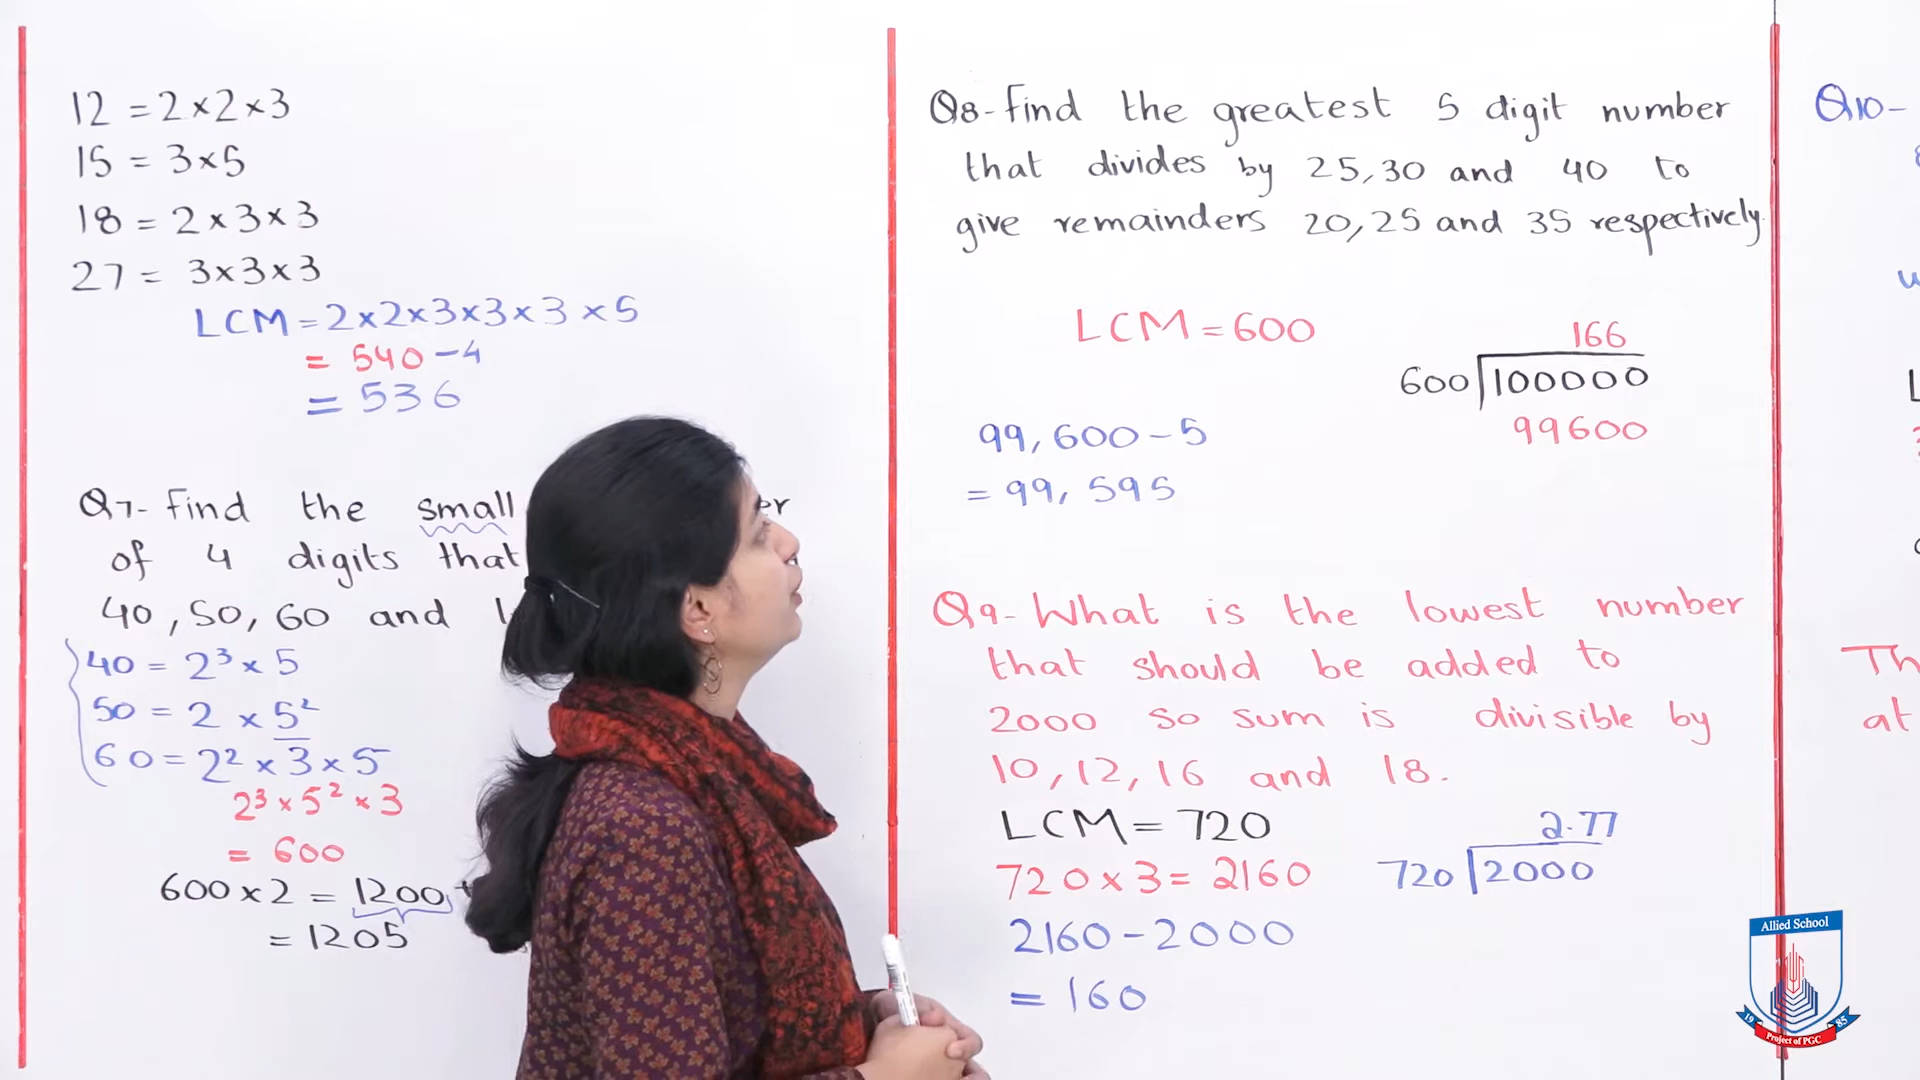 12 = 2×2×3
15 = 3×5
18 = 2×3×3
27 = 3×3×3
LCM = 2×2×3×3×3×5
= 540 - 4
= 536
Q7- Find the small
of 4 digits that
40, 50, 60 and
40 = 2³ × 5
50 = 2 × 5²
60 = 2² × 3 × 5
2³ × 5² × 3
= 600
600 × 2 = 1200 +
= 1205
Q8- find the greatest 5 digit number
that divides by 25, 30 and 40 to
give remainders 20, 25 and 35 respectively.
LCM = 600
166
600 100000
99600
99,600 - 5
= 99,595
Q9- What is the lowest number
that should be added to
2000 so sum is divisible by
10, 12, 16 and 18.
LCM = 720
2.77
720 × 3 = 2160
720 2000
2160 - 2000
= 160
Q10-
Th
at
Allied School
19 85
Project of PGC